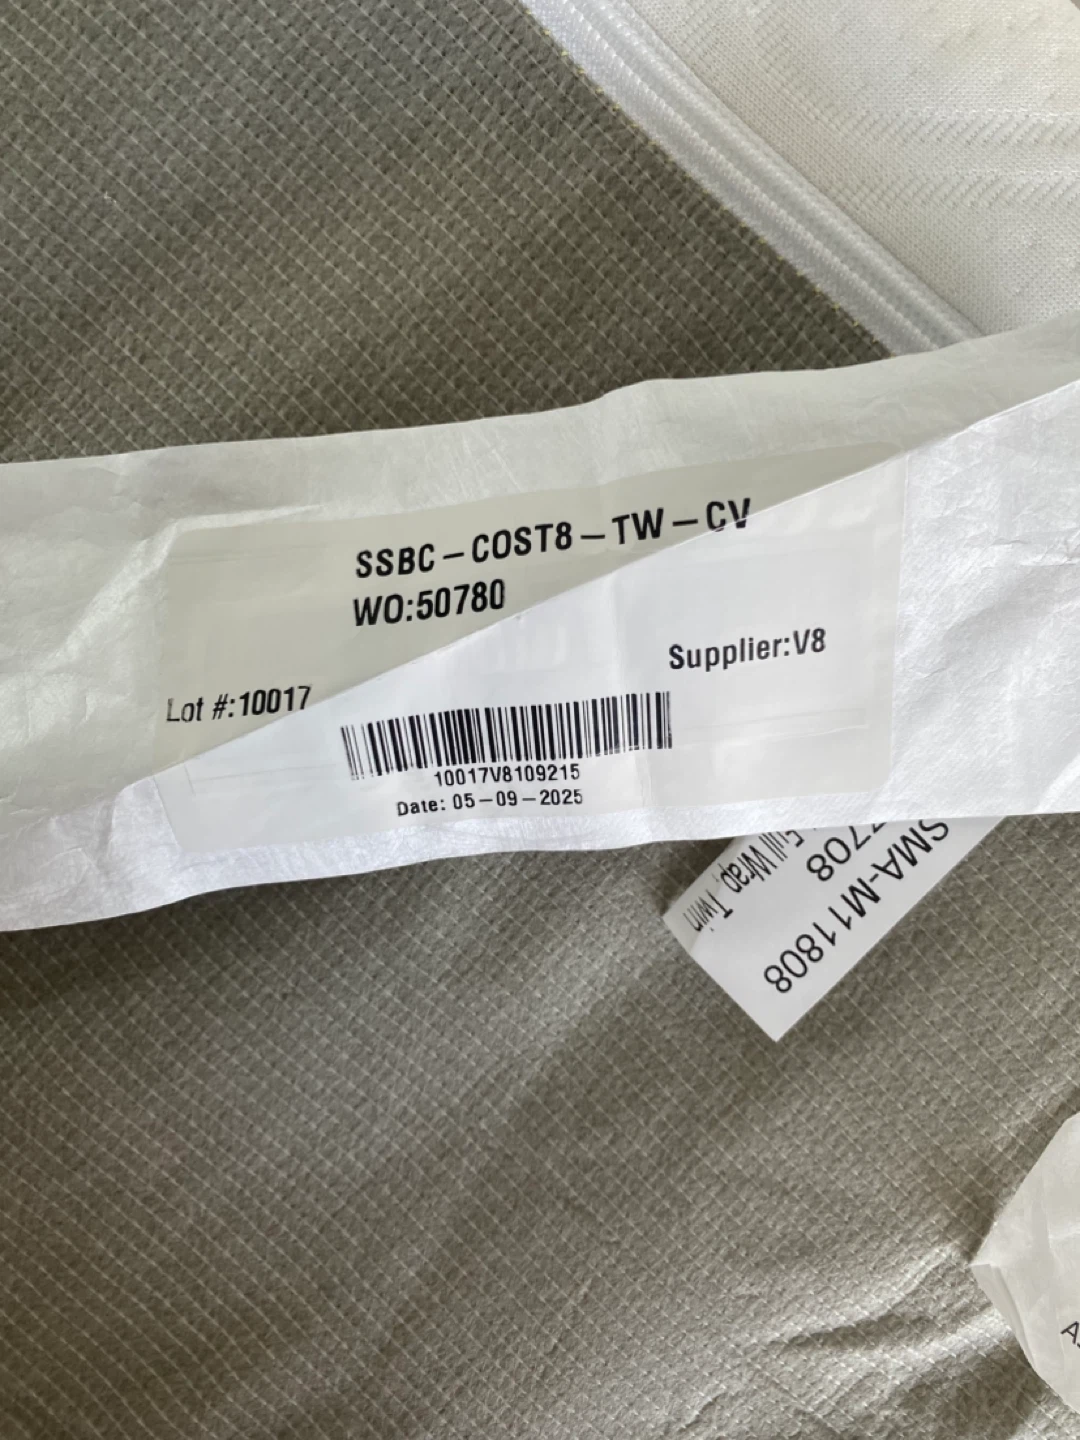 SSBC-COST8-TW-CV
WO:50780
Supplier:V8
Lot #:10017
10017V8109215
Date: 05-09-2025
SMA-M11808
7708
Full Wrap, Twin